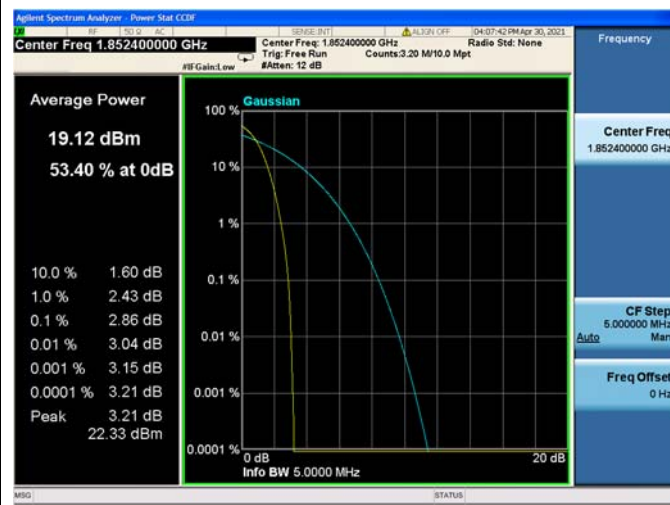 Agilent Spectrum Analyzer - Power Stat CCDF
RF 50 Ω AC SENSE:INT ALIGN OFF 04:07:42 PM Apr 30, 2021
Center Freq 1.852400000 GHz
Center Freq: 1.852400000 GHz Radio Std: None
Trig: Free Run Counts:3.20 M/10.0 Mpt
#IFGain:Low #Atten: 12 dB
Frequency
Average Power
19.12 dBm
53.40 % at 0dB
10.0 % 1.60 dB
1.0 % 2.43 dB
0.1 % 2.86 dB
0.01 % 3.04 dB
0.001 % 3.15 dB
0.0001 % 3.21 dB
Peak 3.21 dB
22.33 dBm
Gaussian
100 %
10 %
1 %
0.1 %
0.01 %
0.001 %
0.0001 %
0 dB 20 dB
Info BW 5.0000 MHz
Center Freq
1.852400000 GHz
CF Step
5.000000 MHz
Auto Man
Freq Offset
0 Hz
MSG STATUS